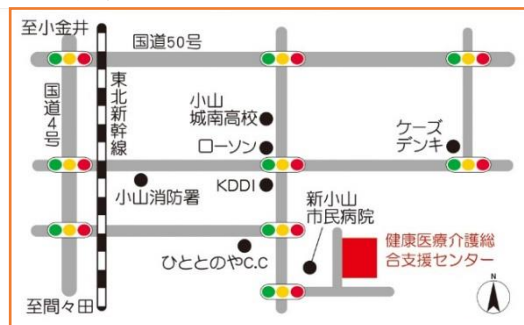 至小金井
国道50号
国道4号
東北新幹線
小山
城南高校
ローソン
ケーズ
デンキ
小山消防署
KDDI
新小山
市民病院
ひととのやC.C
健康医療介護総
合支援センター
至間々田
N